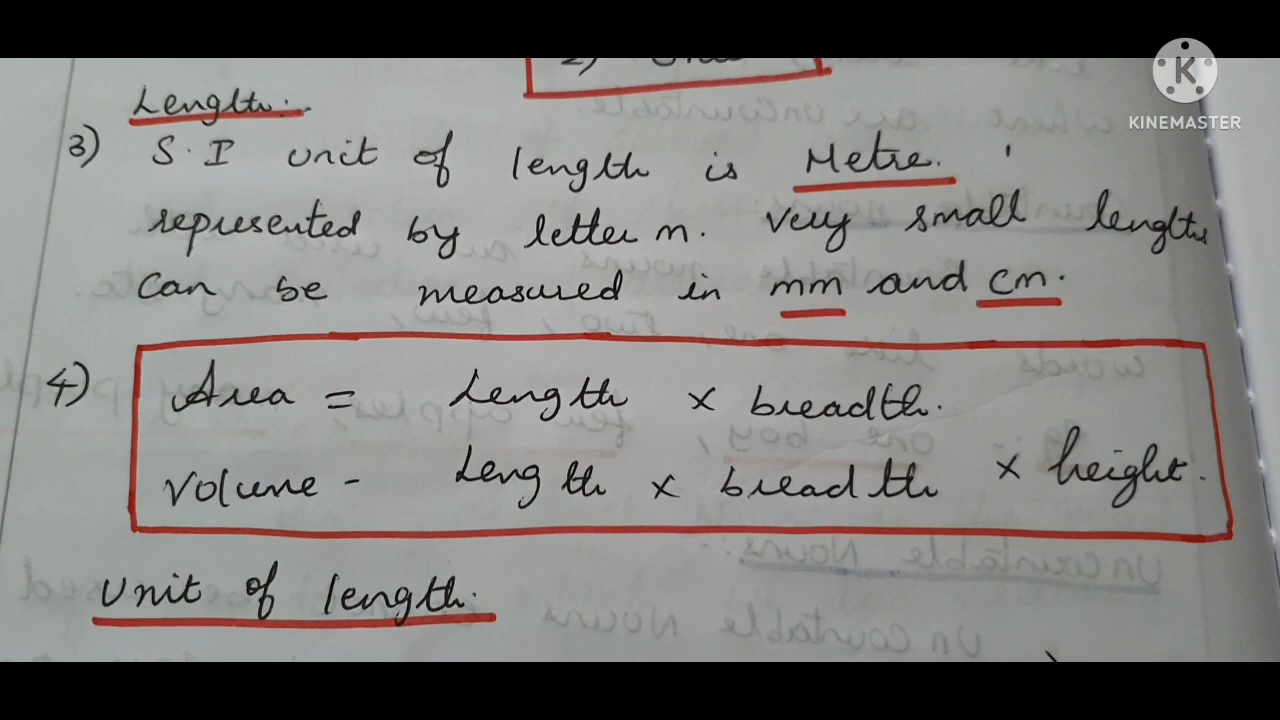 Length:.
3) S.I unit of length is Metre.
represented by letter m. Very small lengths
can be measured in mm and cm.
4) Area = Length × breadth.
Volume - Length × breadth × height.
Unit of length.
KINEMASTER